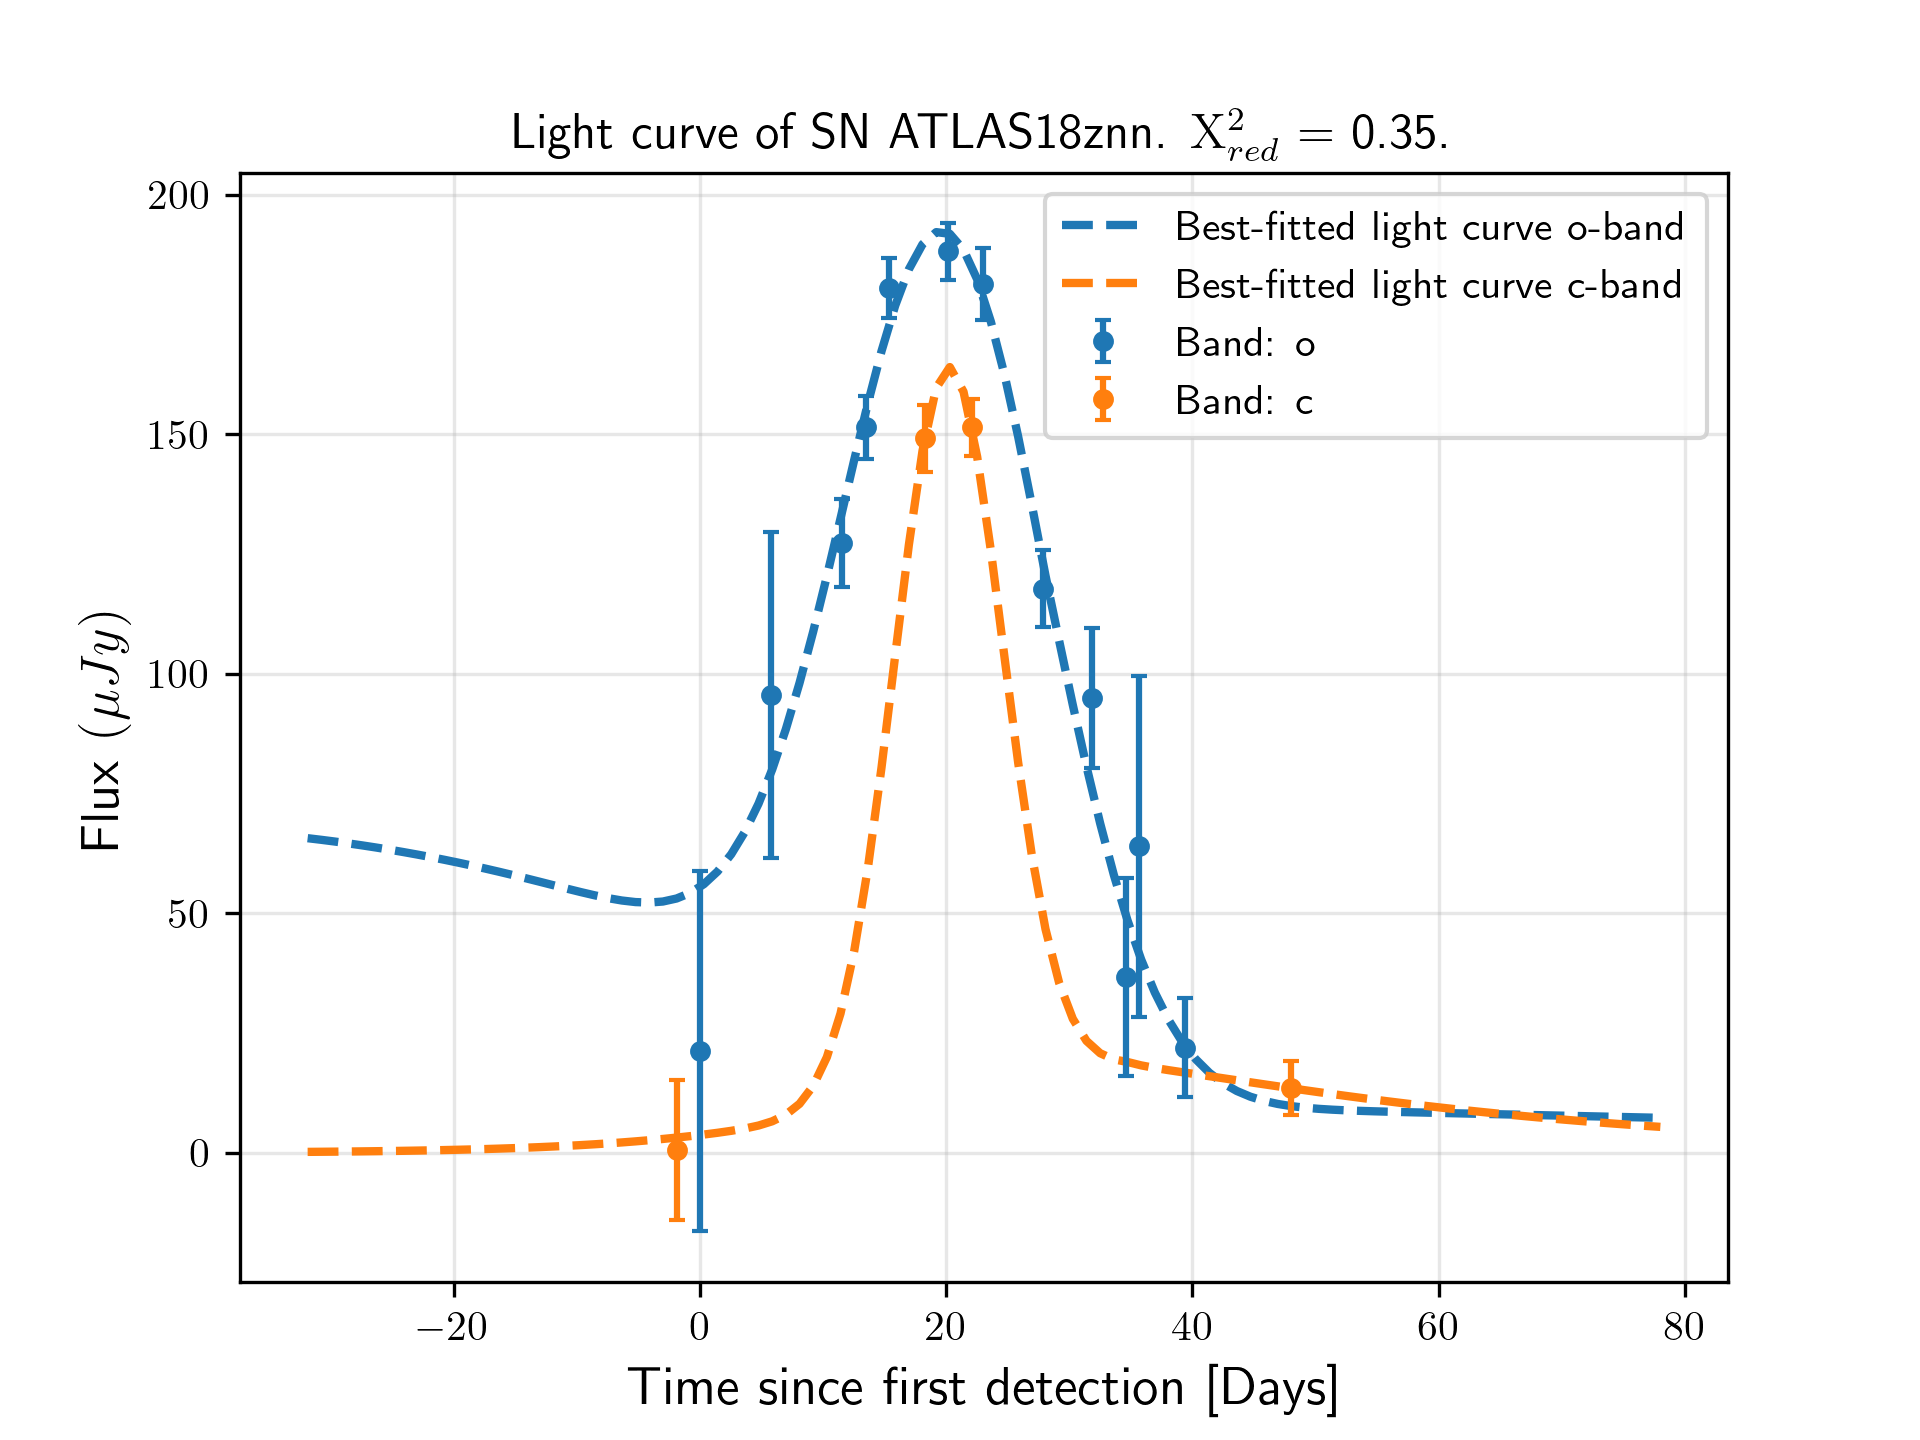 Light curve of SN ATLAS18znn. X²_red = 0.35.
Flux (μJy)
200
150
100
50
0
Best-fitted light curve o-band
Best-fitted light curve c-band
Band: o
Band: c
−20 0 20 40 60 80
Time since first detection [Days]